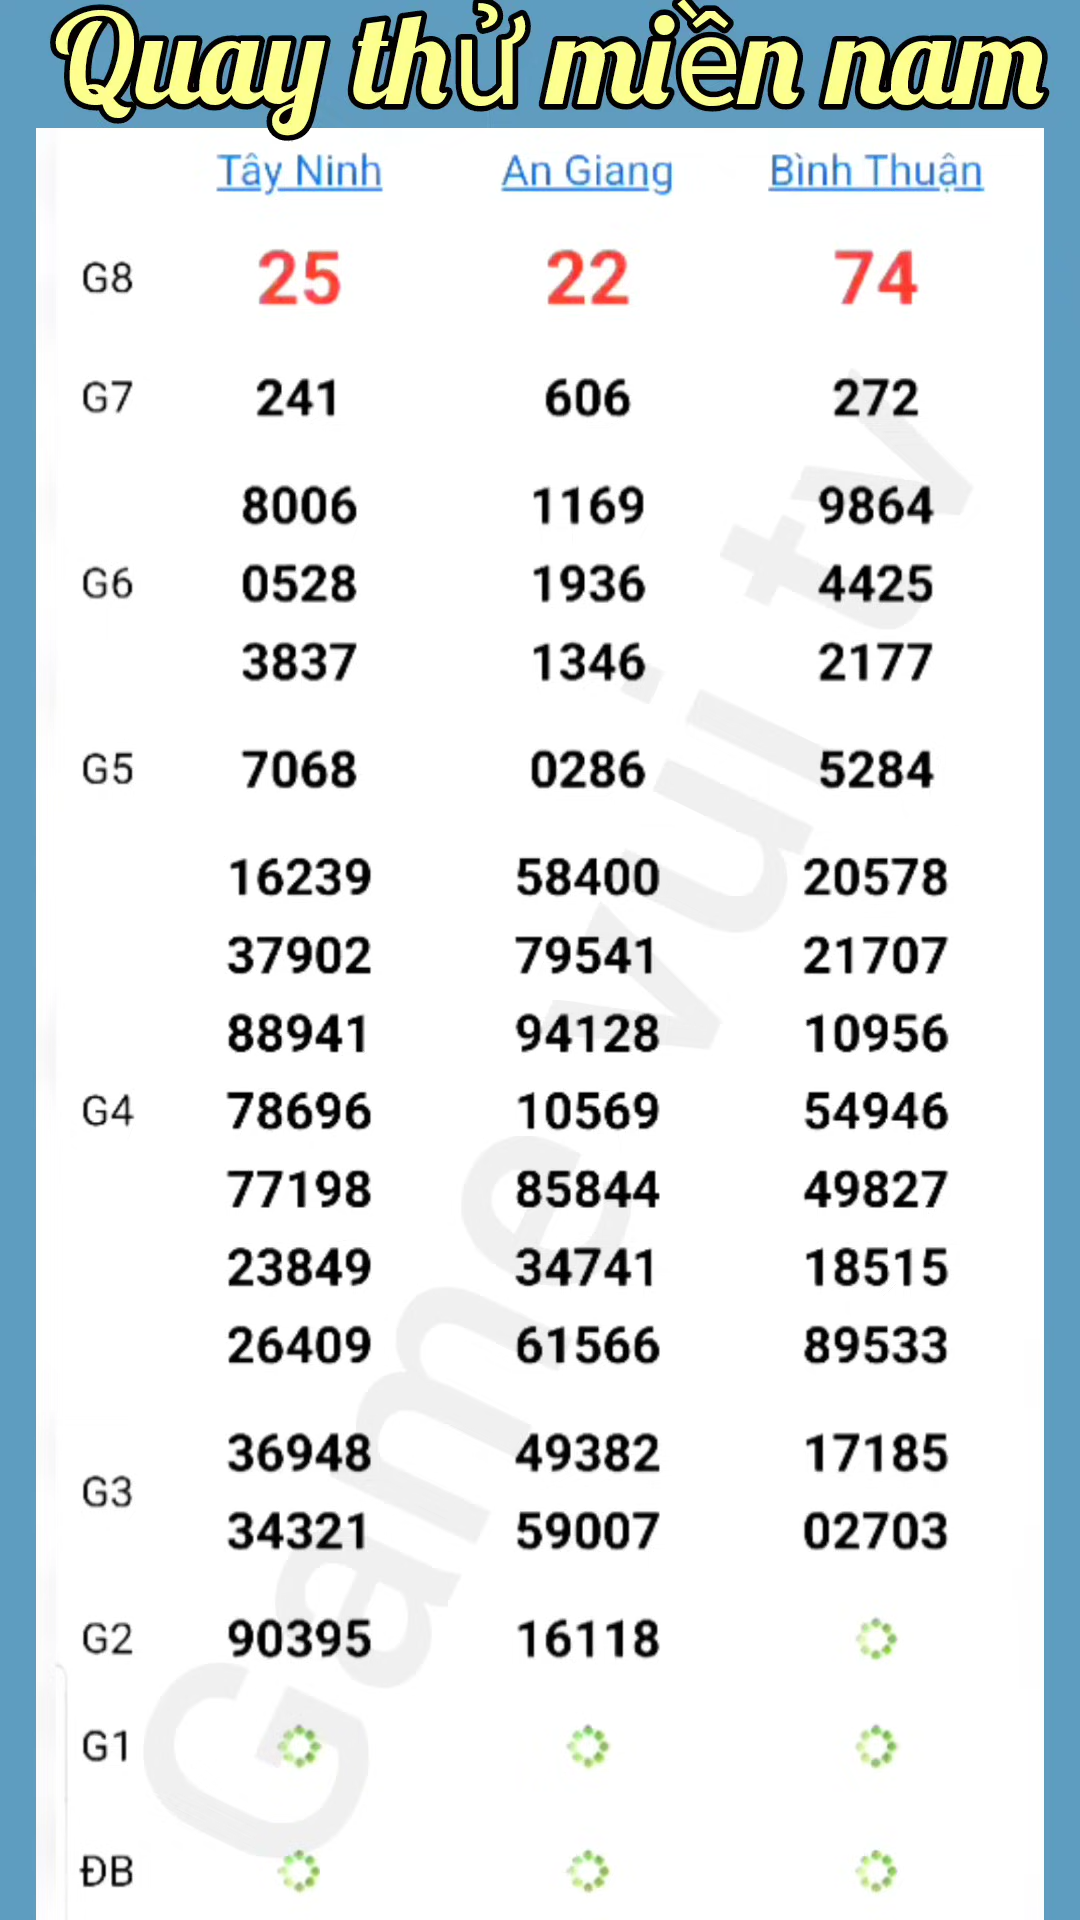 Quay thử miền nam
Tây Ninh An Giang Bình Thuận
G8 25 22 74
G7 241 606 272
8006 1169 9864
G6 0528 1936 4425
3837 1346 2177
G5 7068 0286 5284
16239 58400 20578
37902 79541 21707
88941 94128 10956
G4 78696 10569 54946
77198 85844 49827
23849 34741 18515
26409 61566 89533
36948 49382 17185
G3
34321 59007 02703
G2 90395 16118
G1
ĐB
Game vui tv